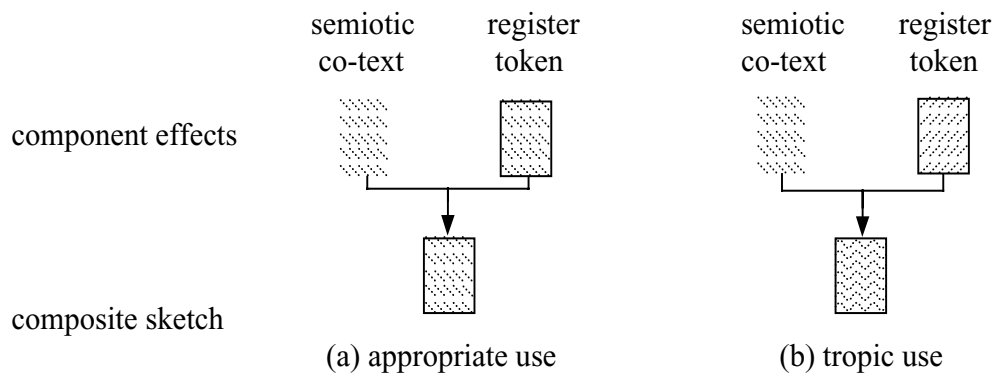 semiotic register semiotic register
co-text token co-text token
component effects
composite sketch
(a) appropriate use (b) tropic use